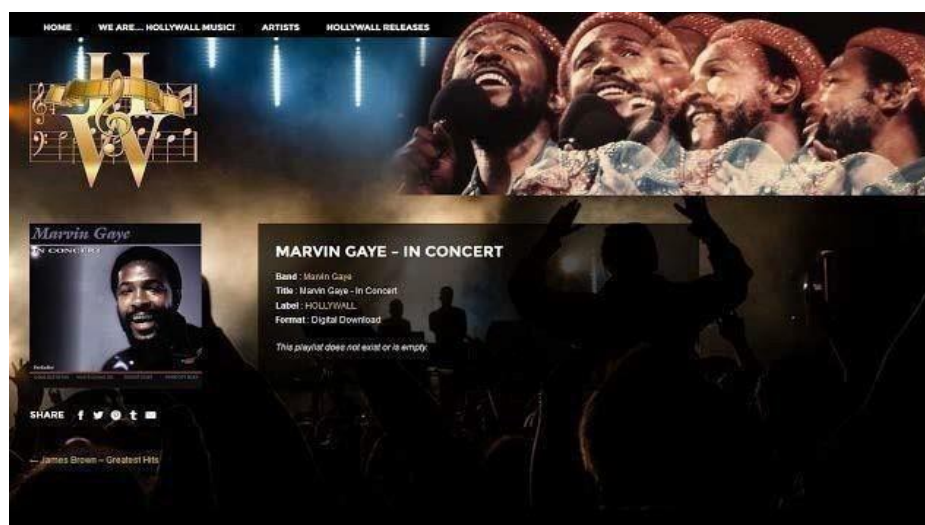 HOME WE ARE.... HOLLYWALL MUSIC! ARTISTS HOLLYWALL RELEASES
H
W
Marvin Gaye
IN CONCERT
MARVIN GAYE – IN CONCERT
Band : Marvin Gaye
Title : Marvin Gaye - In Concert
Label : HOLLYWALL
Format : Digital Download
This playlist does not exist or is empty.
SHARE
← James Brown – Greatest Hits